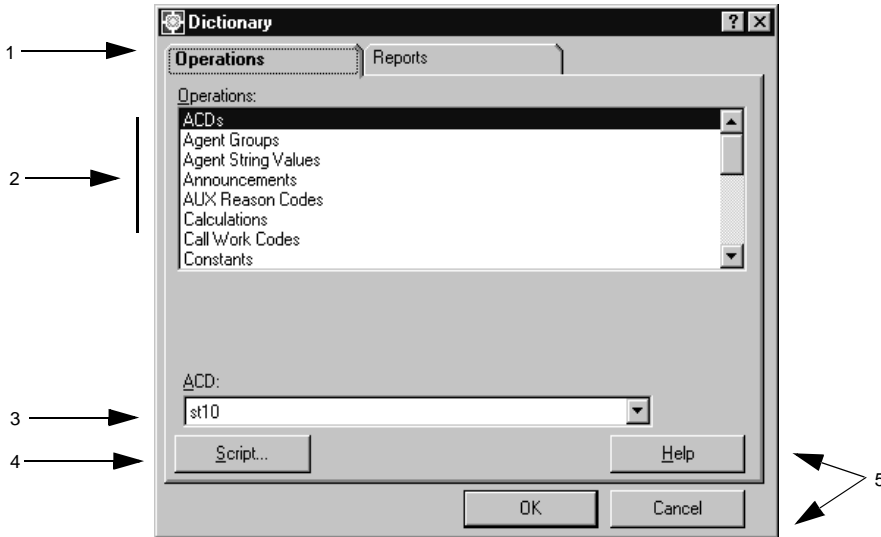 Dictionary
1
Operations
Reports
Operations:
ACDs
Agent Groups
Agent String Values
2
Announcements
AUX Reason Codes
Calculations
Call Work Codes
Constants
ACD:
3
st10
4
Script...
Help
5
OK
Cancel